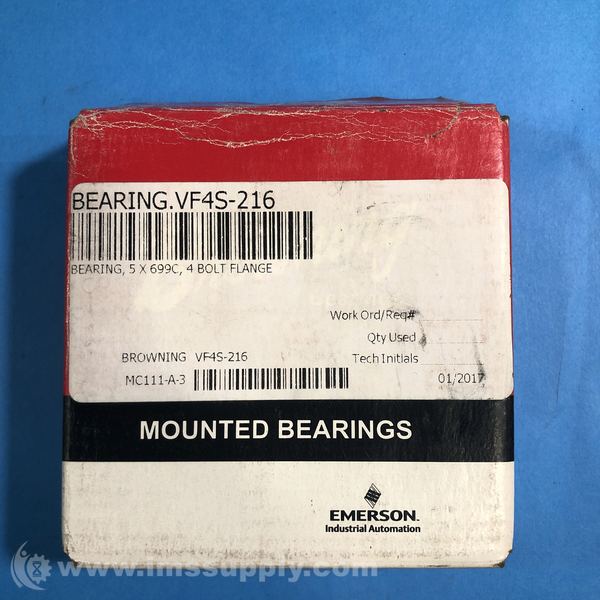 BEARING.VF4S-216
BEARING, 5 X 699C, 4 BOLT FLANGE
Work Ord/Req#
Qty Used
BROWNING VF4S-216 Tech Initials
MC111-A-3 01/2017
MOUNTED BEARINGS
EMERSON.
Industrial Automation
www.imssupply.com